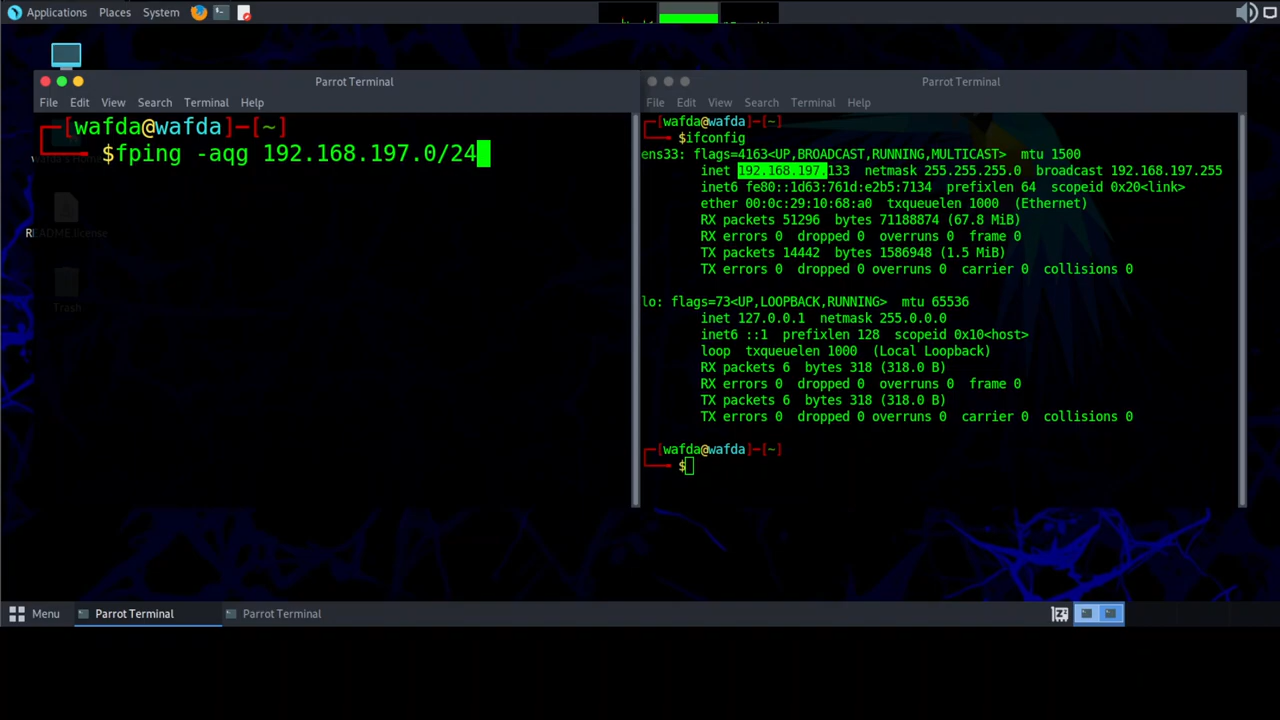 Applications Places System
Parrot Terminal
File Edit View Search Terminal Help
[wafda@wafda]─[~]
$fping -aqg 192.168.197.0/24
README.license
Trash
Parrot Terminal
File Edit View Search Terminal Help
[wafda@wafda]─[~]
$ifconfig
ens33: flags=4163<UP,BROADCAST,RUNNING,MULTICAST> mtu 1500
inet 192.168.197.133 netmask 255.255.255.0 broadcast 192.168.197.255
inet6 fe80::1d63:761d:e2b5:7134 prefixlen 64 scopeid 0x20<link>
ether 00:0c:29:10:68:a0 txqueuelen 1000 (Ethernet)
RX packets 51296 bytes 71188874 (67.8 MiB)
RX errors 0 dropped 0 overruns 0 frame 0
TX packets 14442 bytes 1586948 (1.5 MiB)
TX errors 0 dropped 0 overruns 0 carrier 0 collisions 0
lo: flags=73<UP,LOOPBACK,RUNNING> mtu 65536
inet 127.0.0.1 netmask 255.0.0.0
inet6 ::1 prefixlen 128 scopeid 0x10<host>
loop txqueuelen 1000 (Local Loopback)
RX packets 6 bytes 318 (318.0 B)
RX errors 0 dropped 0 overruns 0 frame 0
TX packets 6 bytes 318 (318.0 B)
TX errors 0 dropped 0 overruns 0 carrier 0 collisions 0
[wafda@wafda]─[~]
$
Menu Parrot Terminal Parrot Terminal